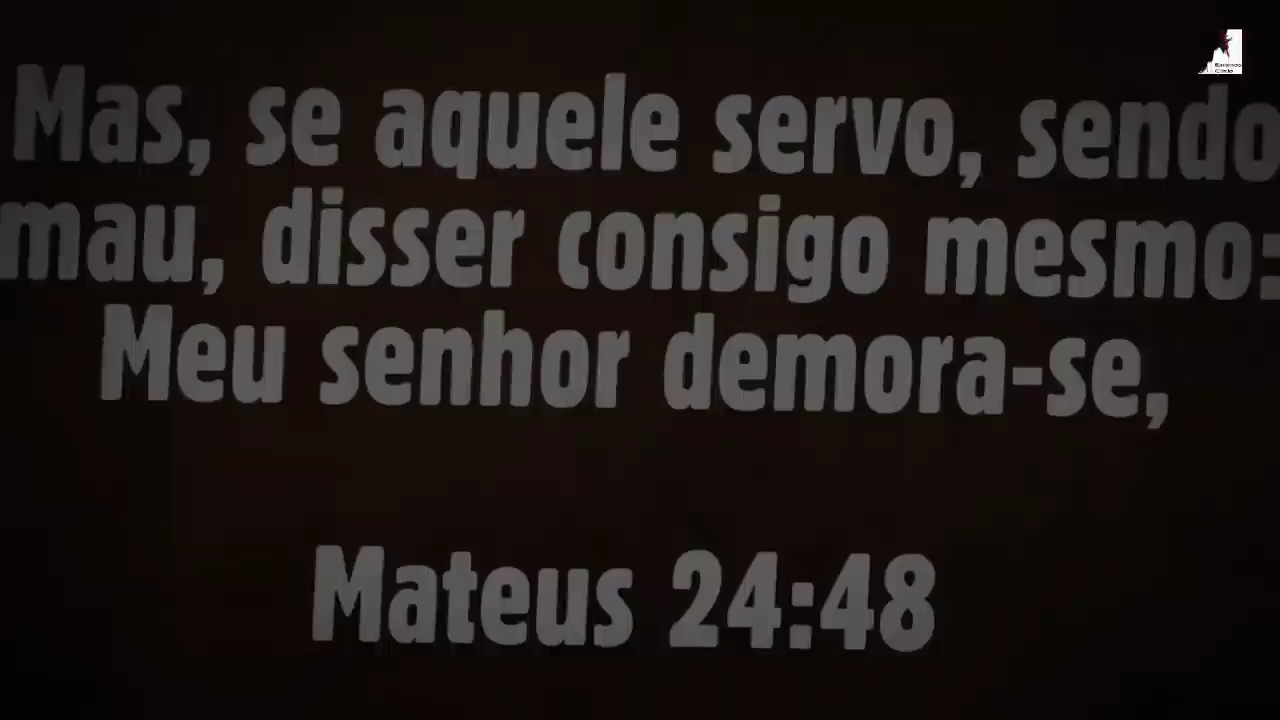 Mas, se aquele servo, sendo
mau, disser consigo mesmo:
Meu senhor demora-se,
Mateus 24:48